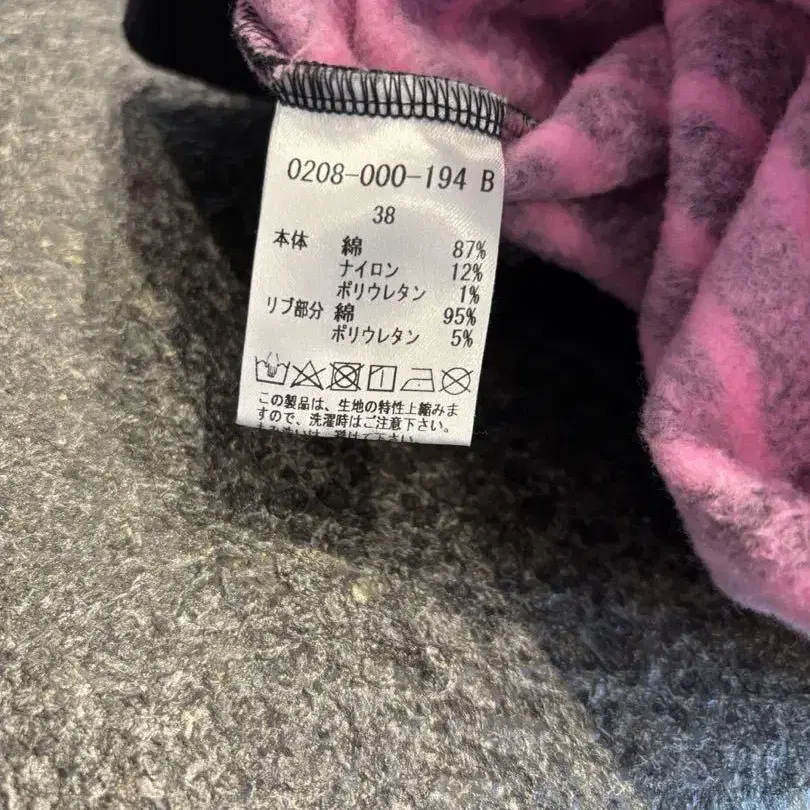 0208-000-194 B
38
本体 綿 87%
ナイロン 12%
ポリウレタン 1%
リブ部分 綿 95%
ポリウレタン 5%
この製品は、生地の特性上縮みま
すので、洗濯時はご注意下さい。